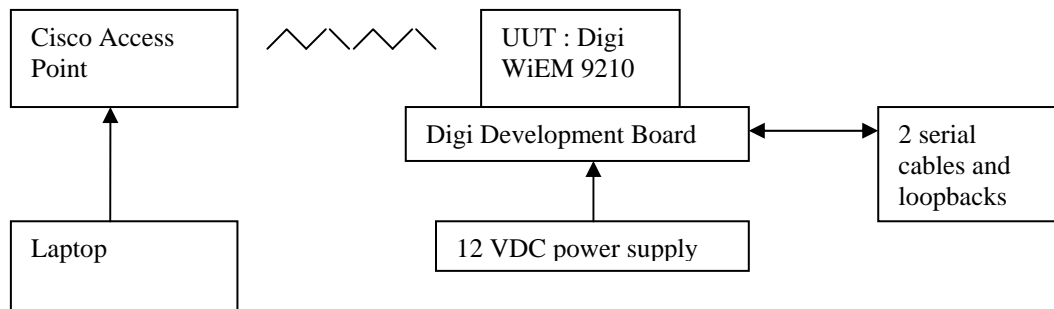 Cisco Access
Point
UUT : Digi
WiEM 9210
Digi Development Board
2 serial
cables and
loopbacks
Laptop
12 VDC power supply